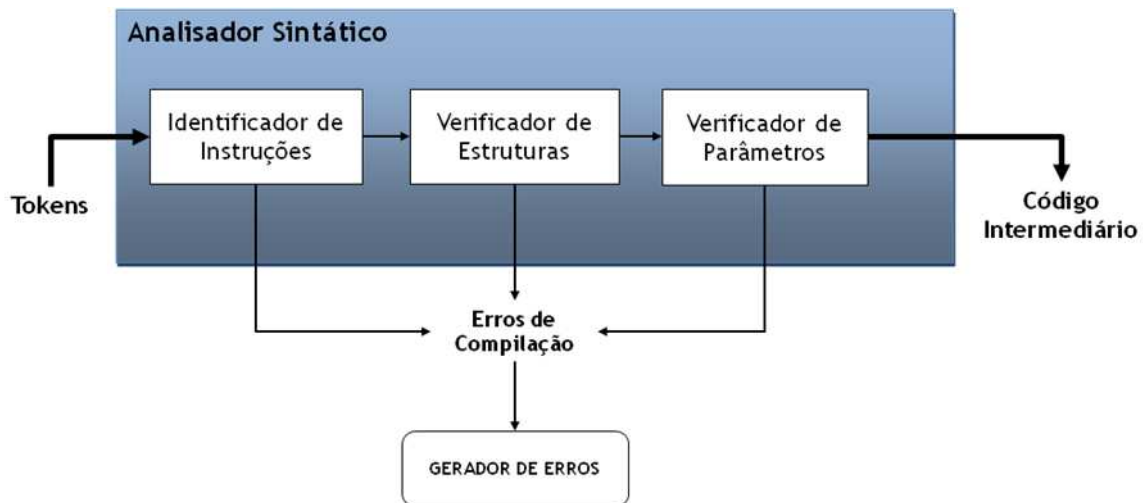 Analisador Sintático
Identificador de
Instruções
Verificador de
Estruturas
Verificador de
Parâmetros
Tokens
Código
Intermediário
Erros de
Compilação
GERADOR DE ERROS